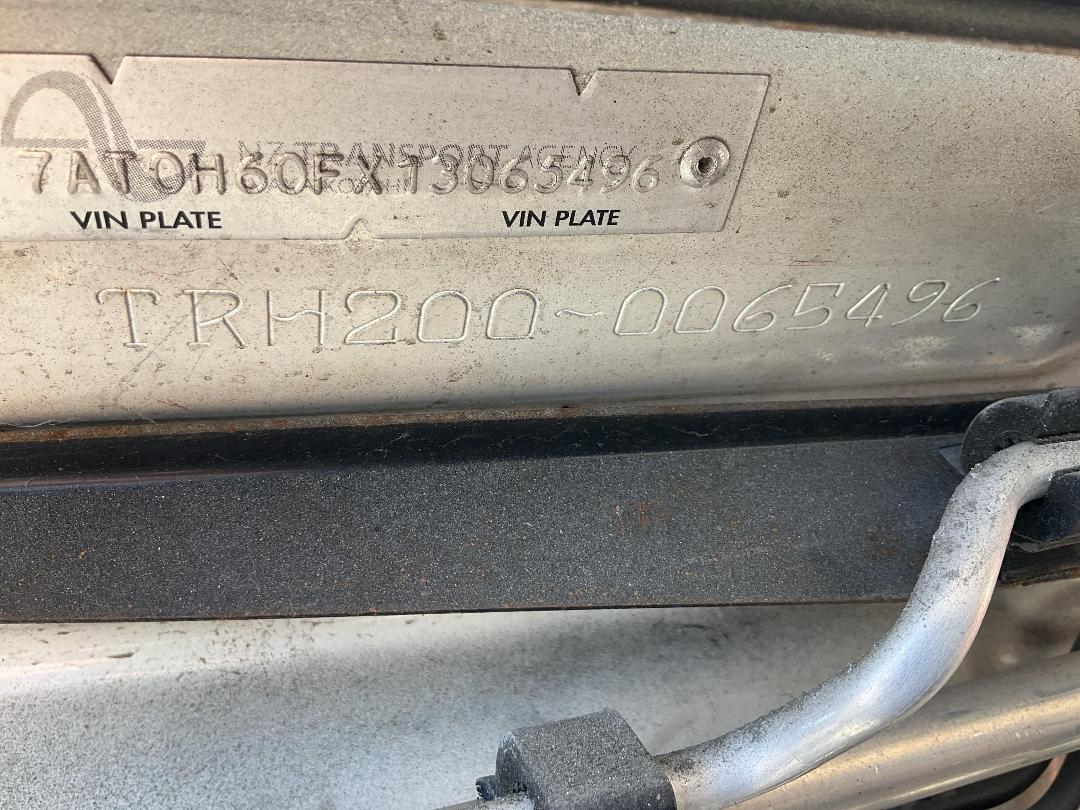 NZ TRANSPORT AGENCY
7AT0H60FX13065496
VIN PLATE VIN PLATE
TRH200-0065496